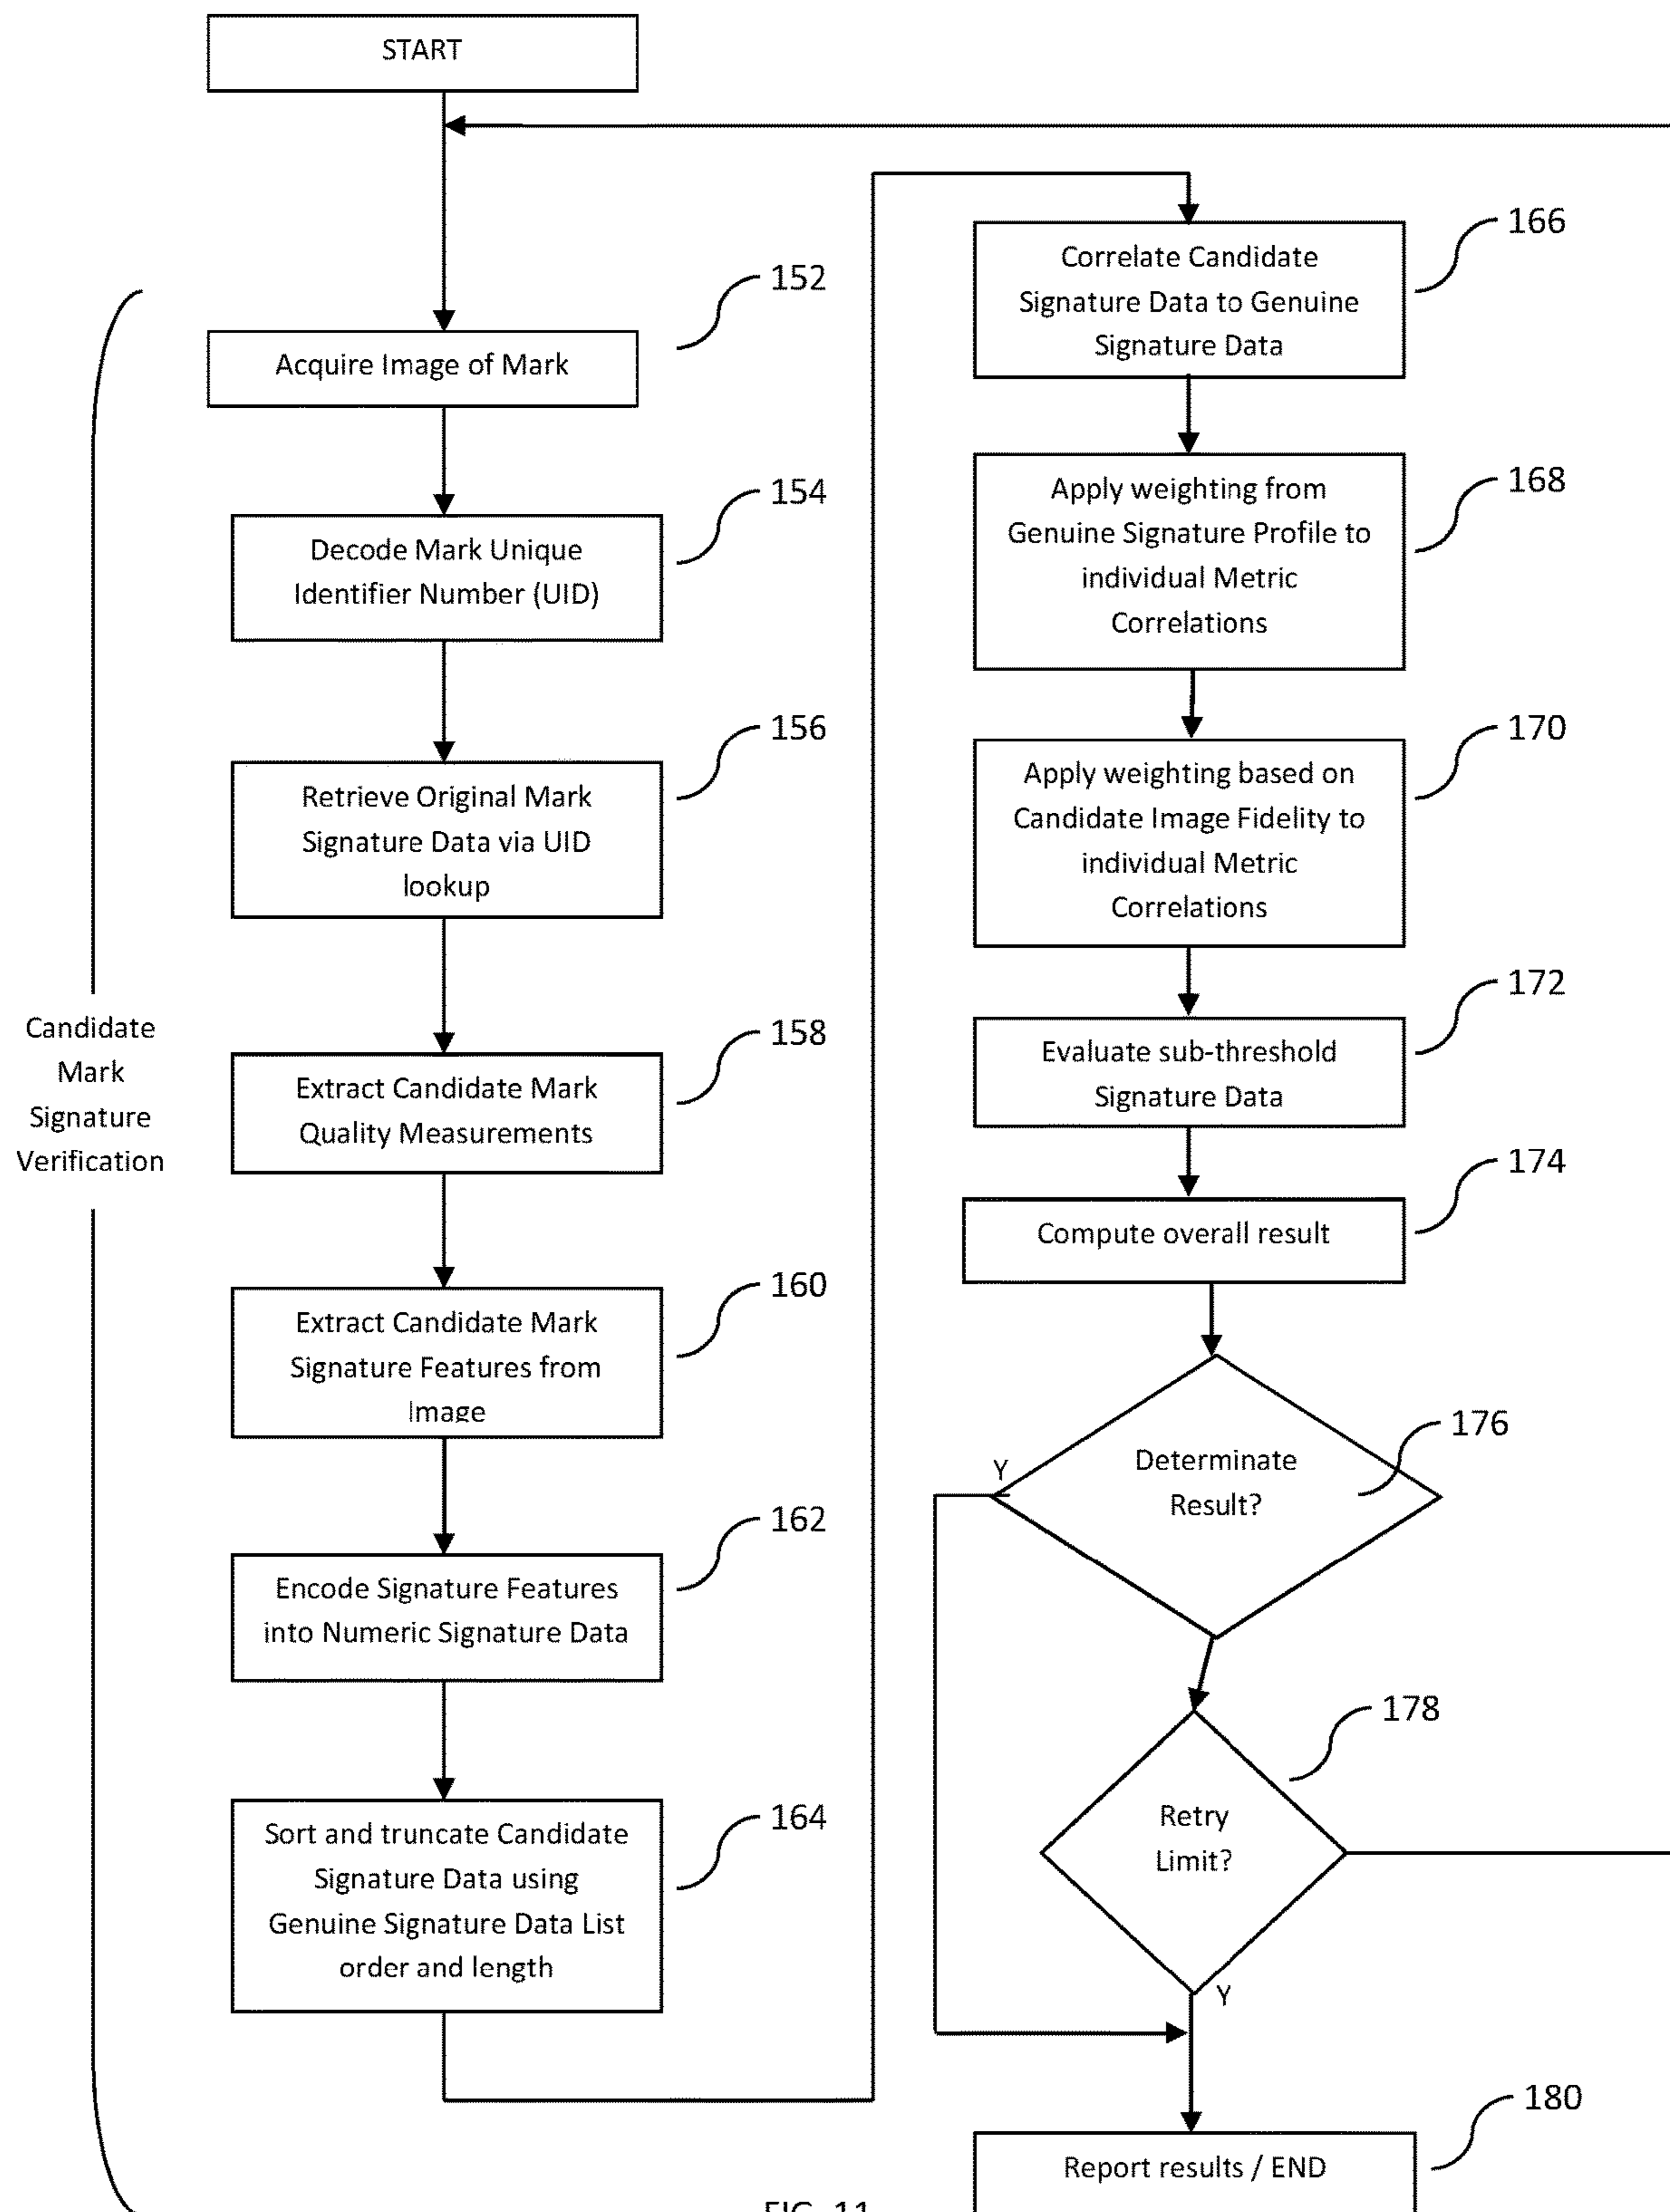 START
152
Acquire Image of Mark
154
Decode Mark Unique
Identifier Number (UID)
156
Retrieve Original Mark
Signature Data via UID
lookup
158
Extract Candidate Mark
Quality Measurements
160
Extract Candidate Mark
Signature Features from
Image
162
Encode Signature Features
into Numeric Signature Data
164
Sort and truncate Candidate
Signature Data using
Genuine Signature Data List
order and length
Candidate
Mark
Signature
Verification
166
Correlate Candidate
Signature Data to Genuine
Signature Data
168
Apply weighting from
Genuine Signature Profile to
individual Metric
Correlations
170
Apply weighting based on
Candidate Image Fidelity to
individual Metric
Correlations
172
Evaluate sub-threshold
Signature Data
174
Compute overall result
176
Y
Determinate
Result?
178
Retry
Limit?
Y
180
Report results / END
FIG. 11